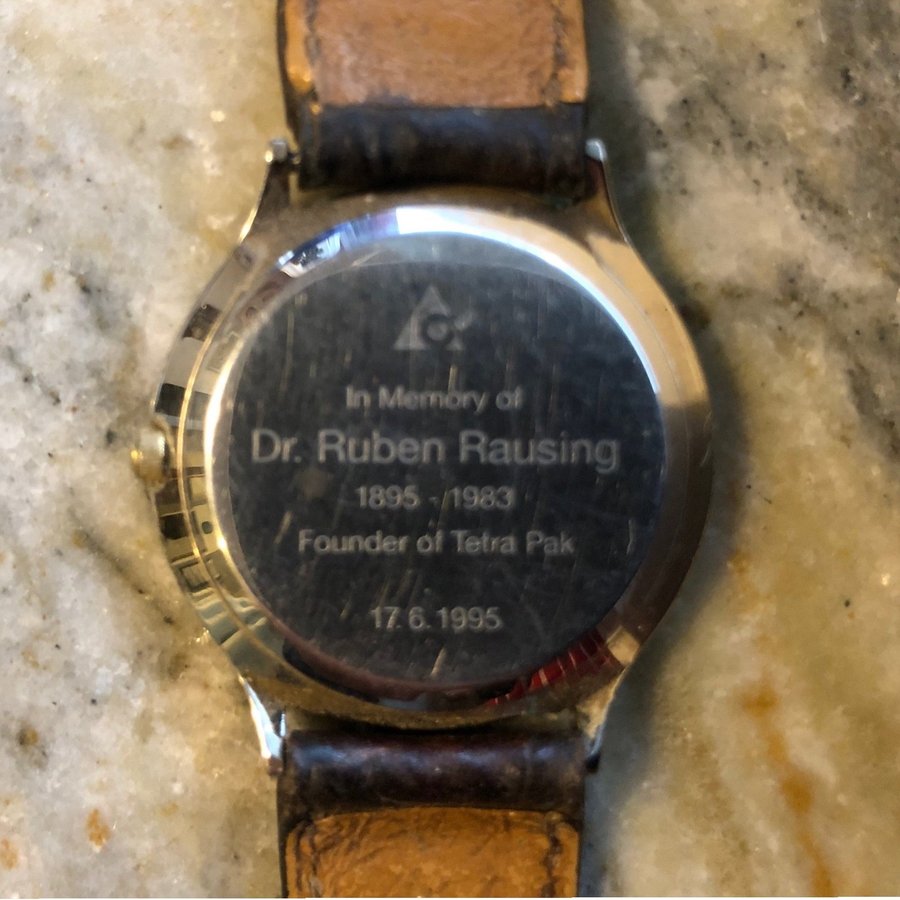 In Memory of
Dr. Ruben Rausing
1895 - 1983
Founder of Tetra Pak
17.6.1995